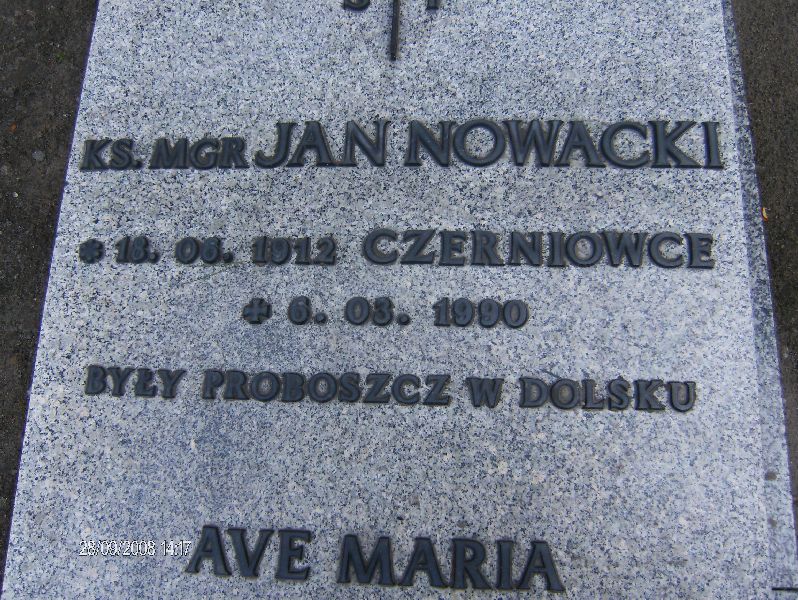 KS. MGR JAN NOWACKI
* 18. 06. 1912 CZERNIOWCE
+ 6. 03. 1990
BYŁY PROBOSZCZ W DOLSKU
AVE MARIA
28/09/2008 14:17